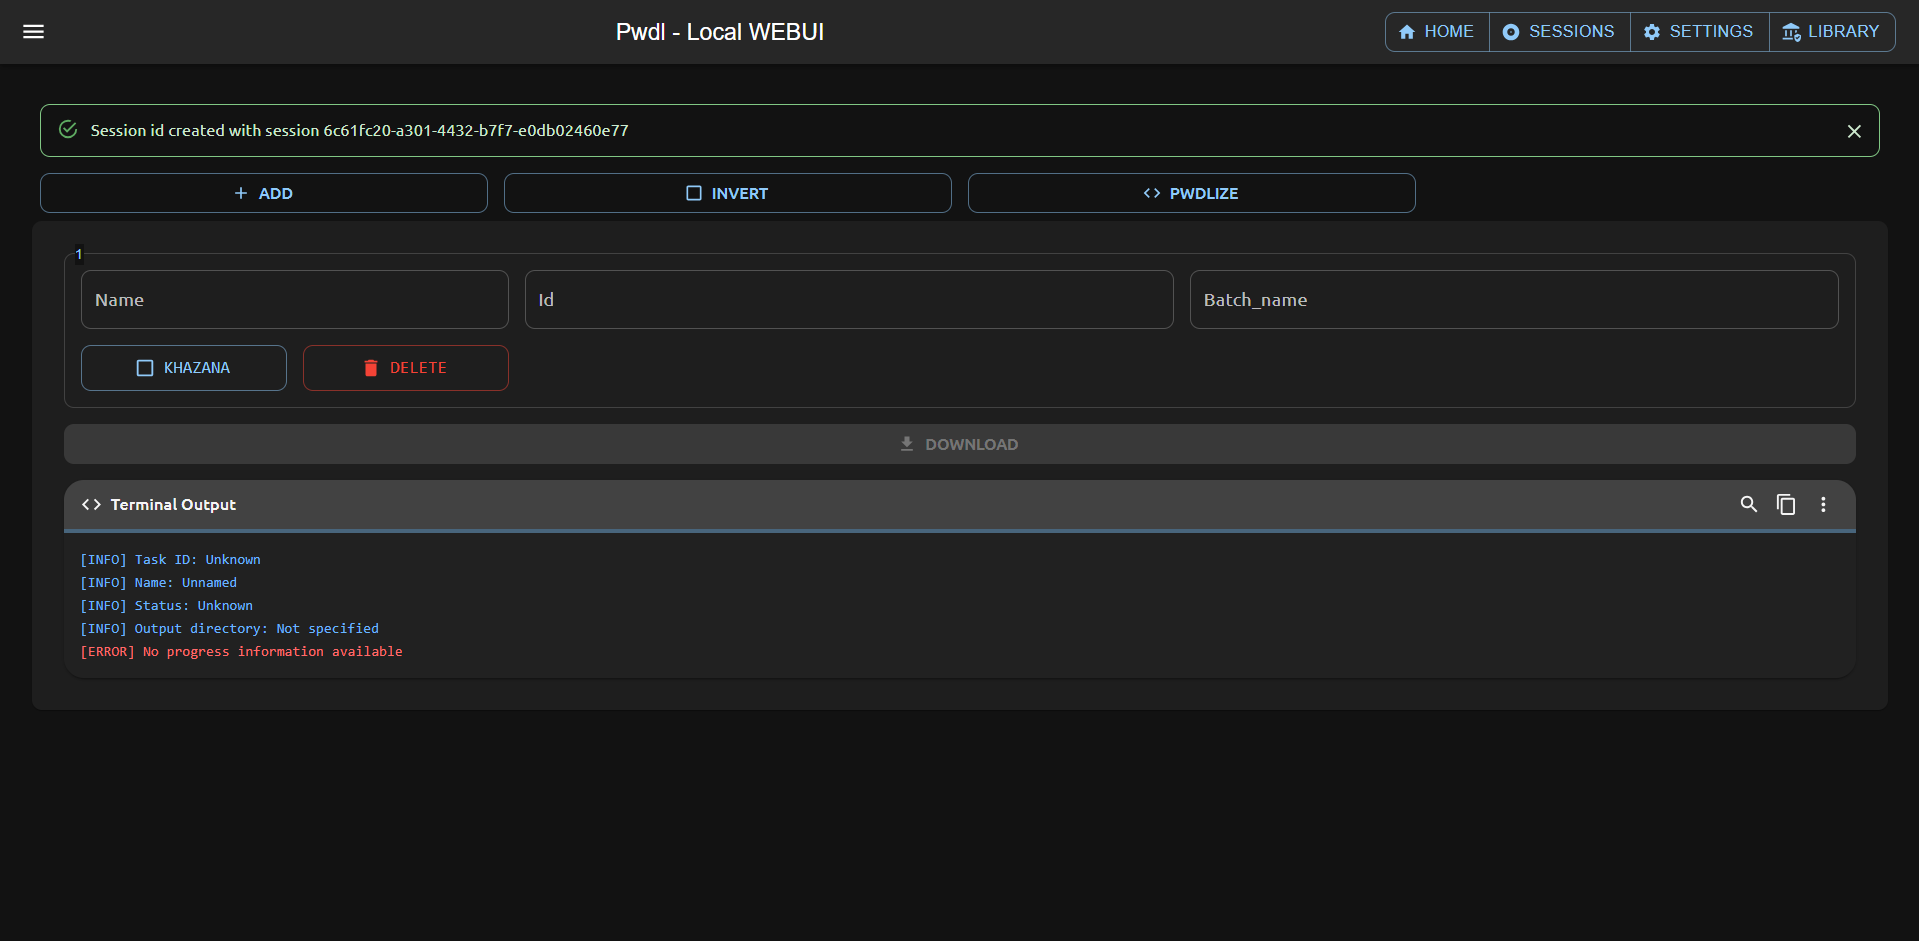 Pwdl - Local WEBUI
HOME
SESSIONS
SETTINGS
LIBRARY
Session id created with session 6c61fc20-a301-4432-b7f7-e0db02460e77
ADD
INVERT
PWDLIZE
1
Name
Id
Batch_name
KHAZANA
DELETE
DOWNLOAD
Terminal Output
[INFO] Task ID: Unknown
[INFO] Name: Unnamed
[INFO] Status: Unknown
[INFO] Output directory: Not specified
[ERROR] No progress information available